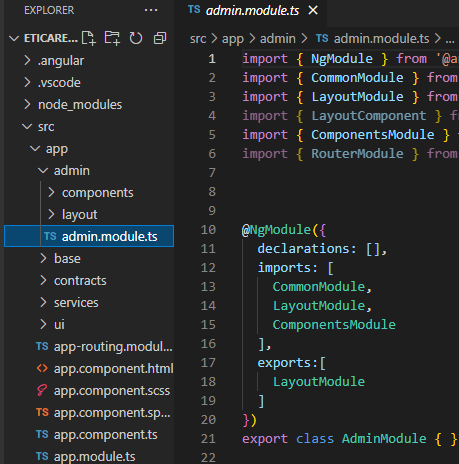 EXPLORER
ETICARE...
.angular
.vscode
node_modules
src
app
admin
components
layout
TS admin.module.ts
base
contracts
services
ui
TS app-routing.modul...
<> app.component.html
app.component.scss
TS app.component.sp...
TS app.component.ts
TS app.module.ts
TS admin.module.ts ×
src > app > admin > TS admin.module.ts > ...
1 import { NgModule } from '@a
2 import { CommonModule } from
3 import { LayoutModule } from
4 import { LayoutComponent } f
5 import { ComponentsModule } f
6 import { RouterModule } from
7
8
9
10 @NgModule({
11 declarations: [],
12 imports: [
13 CommonModule,
14 LayoutModule,
15 ComponentsModule
16 ],
17 exports:[
18 LayoutModule
19 ]
20 })
21 export class AdminModule { }
22